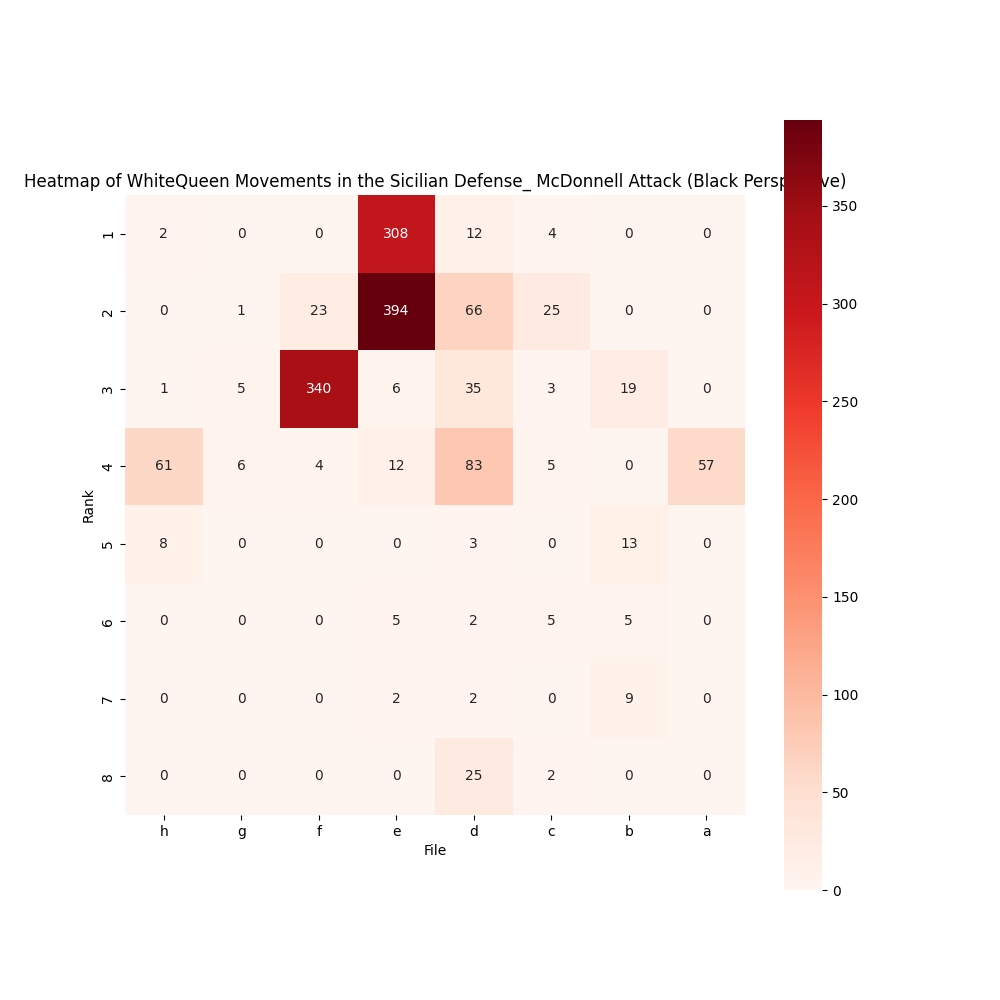 Heatmap of WhiteQueen Movements in the Sicilian Defense_ McDonnell Attack (Black Persp ve)
1 2 0 0 308 12 4 0 0
2 0 1 23 394 66 25 0 0
3 1 5 340 6 35 3 19 0
4 61 6 4 12 83 5 0 57
5 8 0 0 0 3 0 13 0
6 0 0 0 5 2 5 5 0
7 0 0 0 2 2 0 9 0
8 0 0 0 0 25 2 0 0
h g f e d c b a
File
Rank
350
300
250
200
150
100
50
0